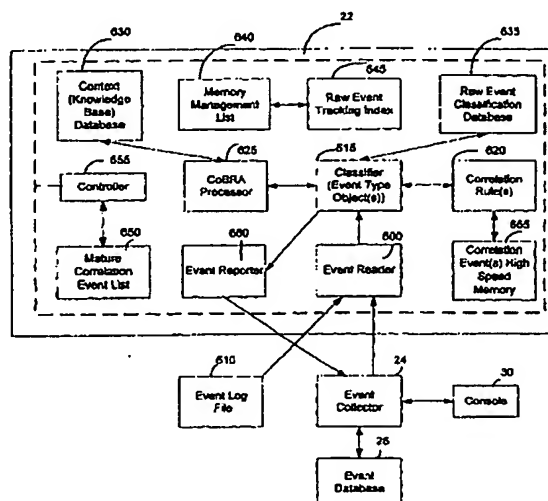 22
630
Context
(Knowledge
Base)
Database
640
Memory
Management
List
645
Raw Event
Tracking Index
635
Raw Event
Classification
Database
655
Controller
625
CoBRA
Processor
615
Classifier
(Event Type
Object(s))
620
Correlation
Rule(s)
650
Mature
Correlation
Event List
660
Event Reporter
600
Event Reader
665
Correlation
Event(s) High
Speed
Memory
610
Event Log
File
24
Event
Collector
30
Console
26
Event
Database